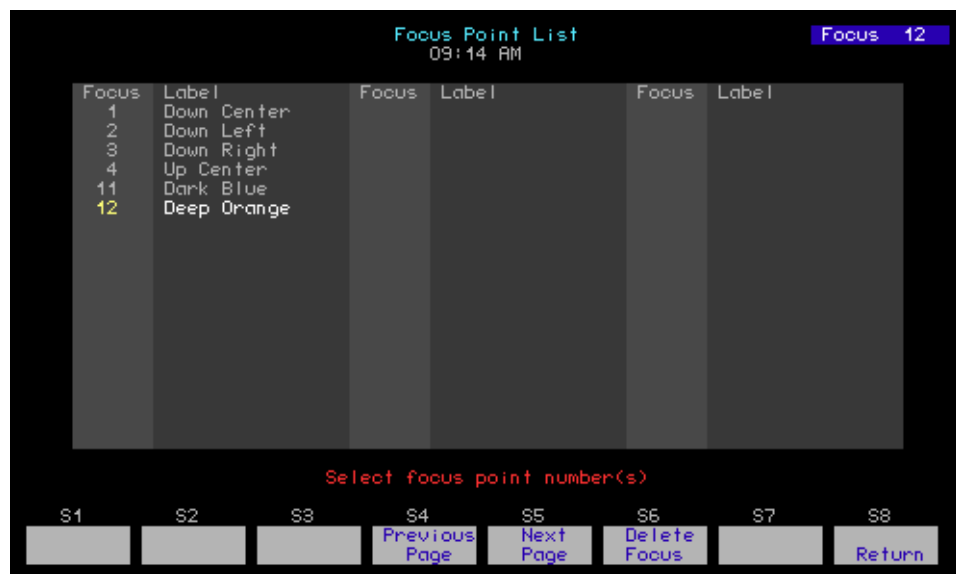 Focus Point List
09:14 AM
Focus 12
Focus Label Focus Label Focus Label
1 Down Center
2 Down Left
3 Down Right
4 Up Center
11 Dark Blue
12 Deep Orange
Select focus point number(s)
S1 S2 S3 S4 S5 S6 S7 S8
Previous Next Delete
Page Page Focus Return